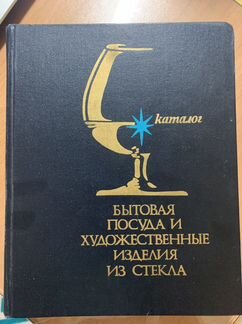 каталог
БЫТОВАЯ
ПОСУДА И
ХУДОЖЕСТВЕННЫЕ
ИЗДЕЛИЯ
ИЗ СТЕКЛА